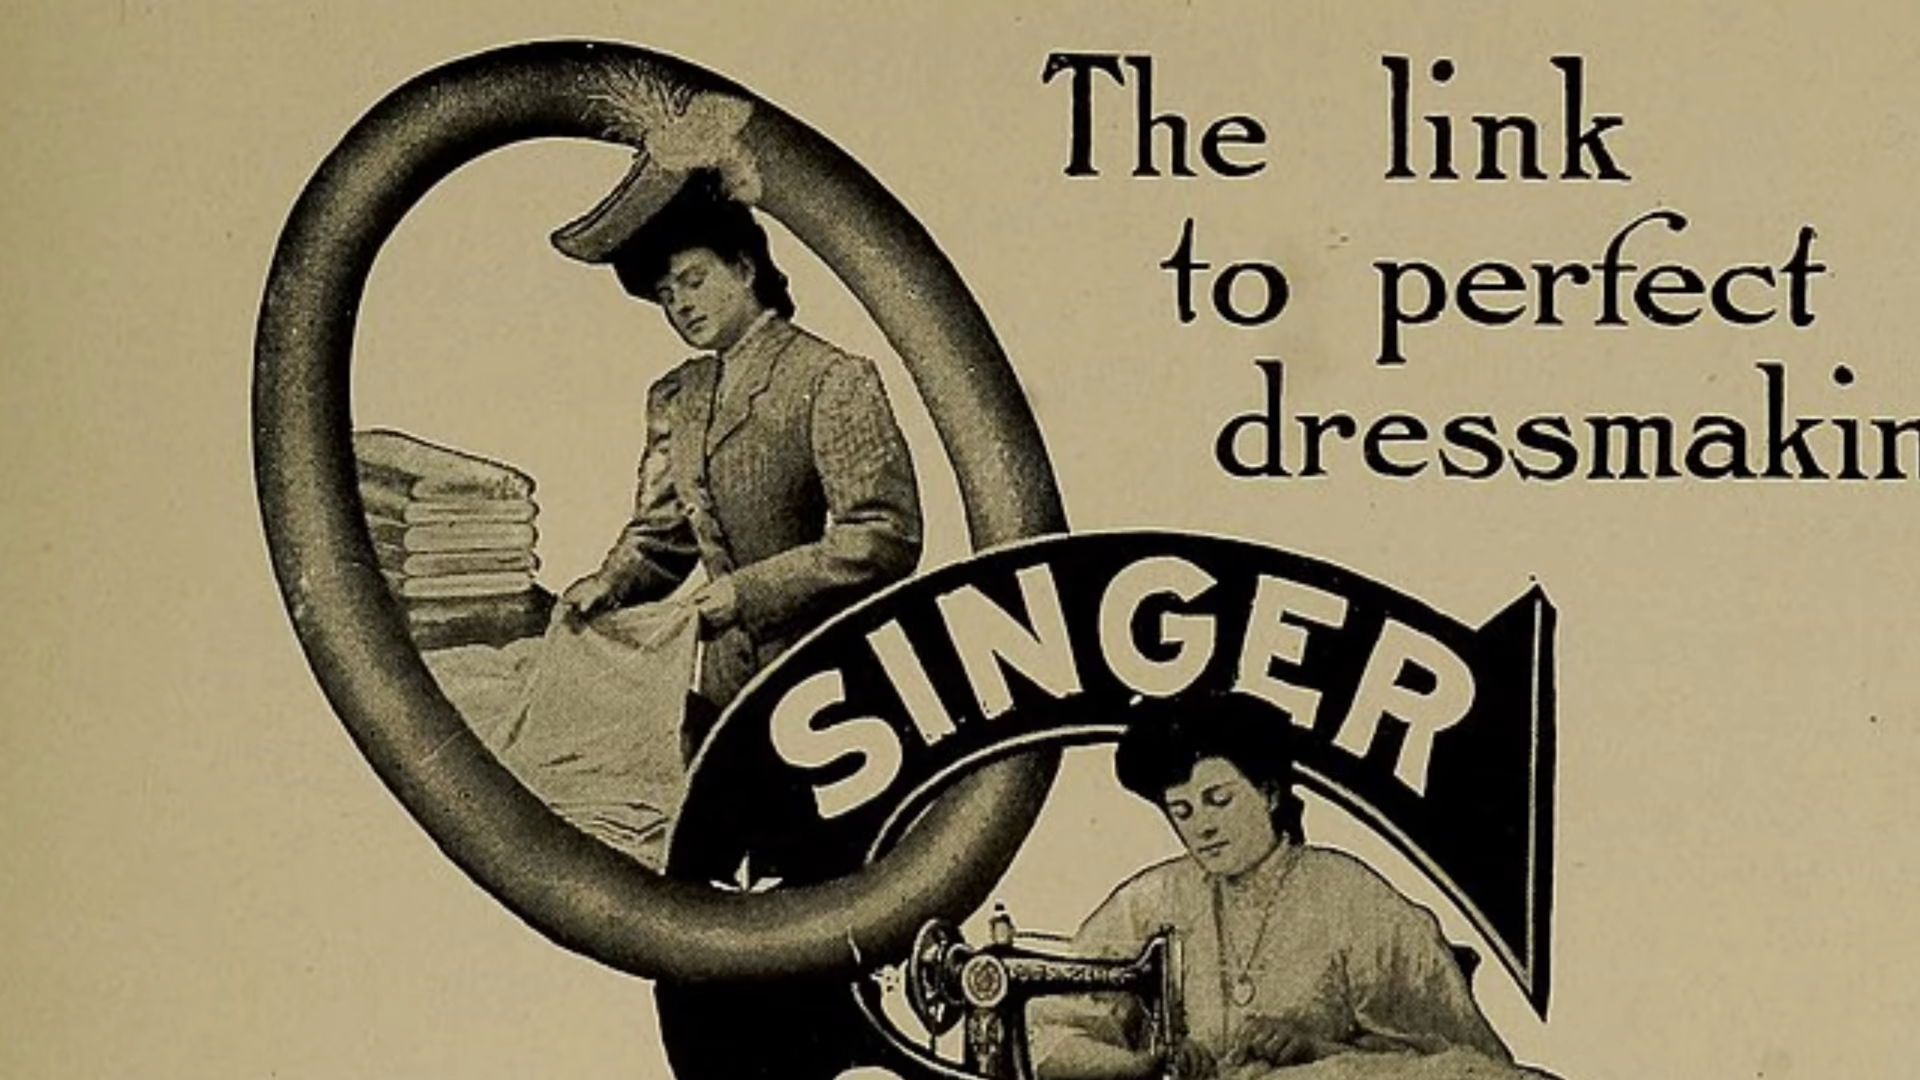 The link
to perfect
dressmakin
SINGER